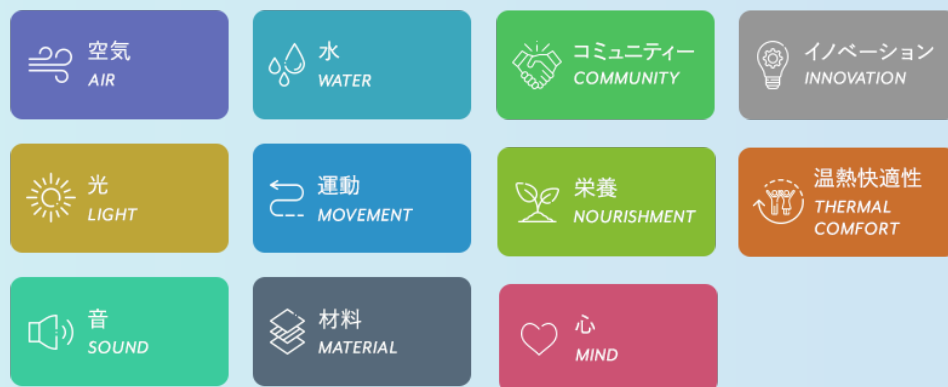 空気
AIR
水
WATER
コミュニティー
COMMUNITY
イノベーション
INNOVATION
光
LIGHT
運動
MOVEMENT
栄養
NOURISHMENT
温熱快適性
THERMAL
COMFORT
音
SOUND
材料
MATERIAL
心
MIND